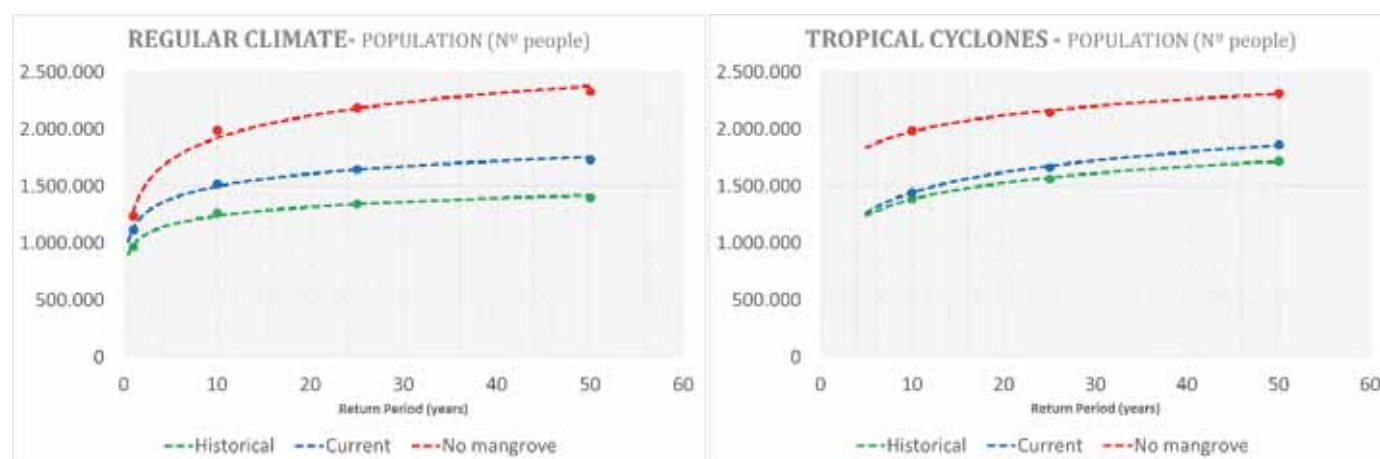 REGULAR CLIMATE- POPULATION (Nº people)
2.500.000
2.000.000
1.500.000
1.000.000
500.000
0
0 10 20 30 40 50 60
Return Period (years)
Historical Current No mangrove
TROPICAL CYCLONES - POPULATION (Nº people)
2.500.000
2.000.000
1.500.000
1.000.000
500.000
0
0 10 20 30 40 50 60
Return Period (years)
Historical Current No mangrove